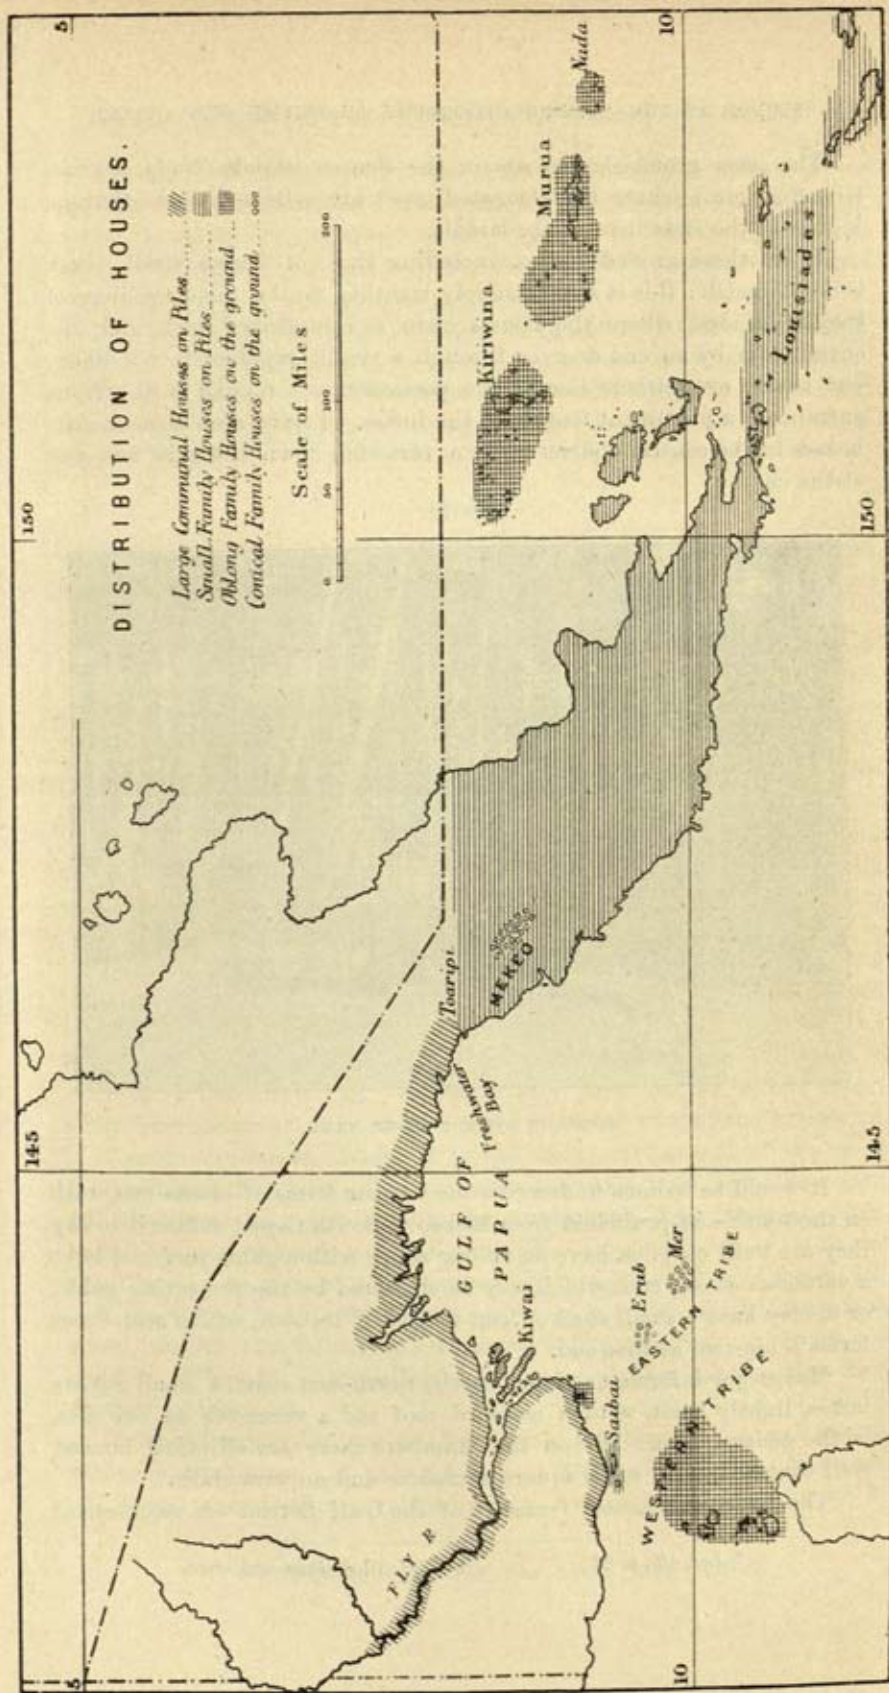 DISTRIBUTION OF HOUSES.
Large Communal Houses on Piles
Small Family Houses on Piles
Oblong Family Houses on the ground
Conical Family Houses on the ground
Scale of Miles
0 50 100 200
5
145
150
5
FLY R
GULF OF
PAPUA
Kiwai
Freshwater
Bay
Toaripi
MEKEO
Kiriwina
Murua
Nada
Saibai
Erub
Mer
EASTERN TRIBE
WESTERN TRIBE
Louisiades
10
145
150
10